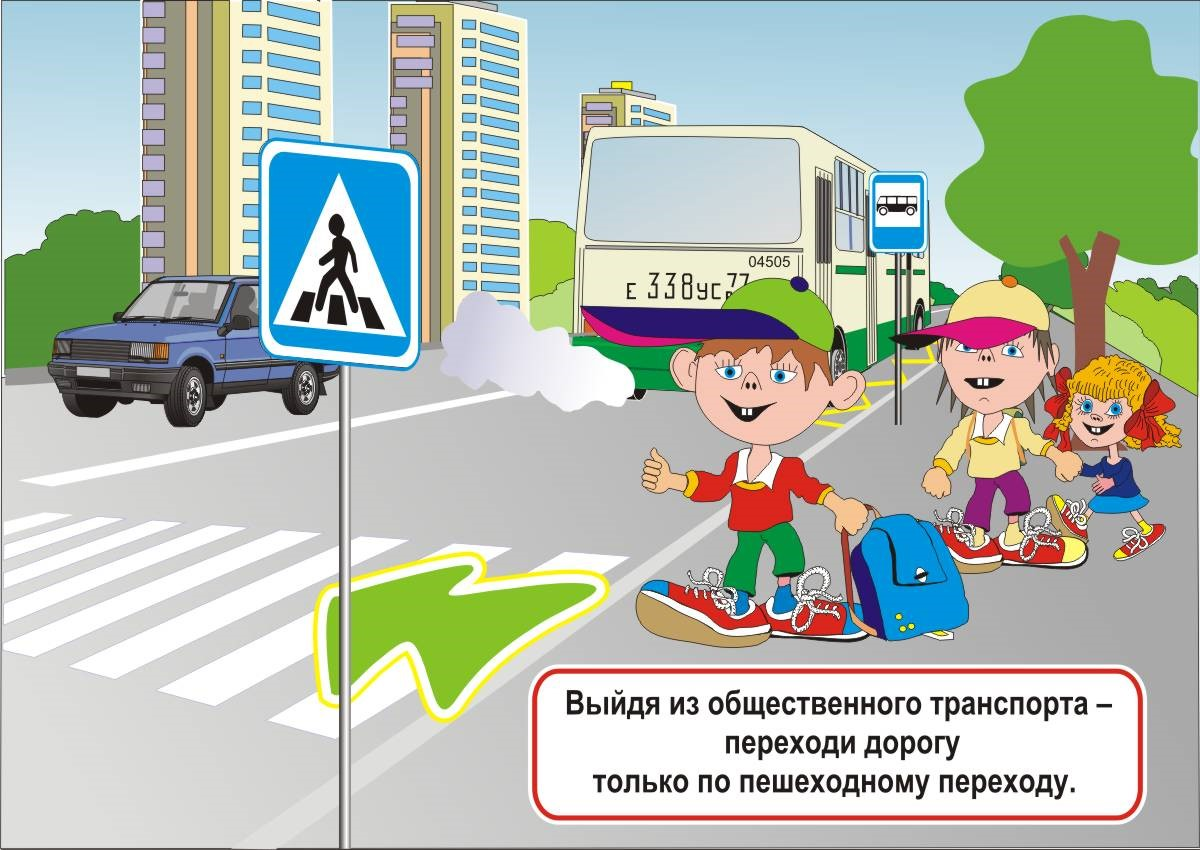 04505
Е 338УС 77
Выйдя из общественного транспорта –
переходи дорогу
только по пешеходному переходу.